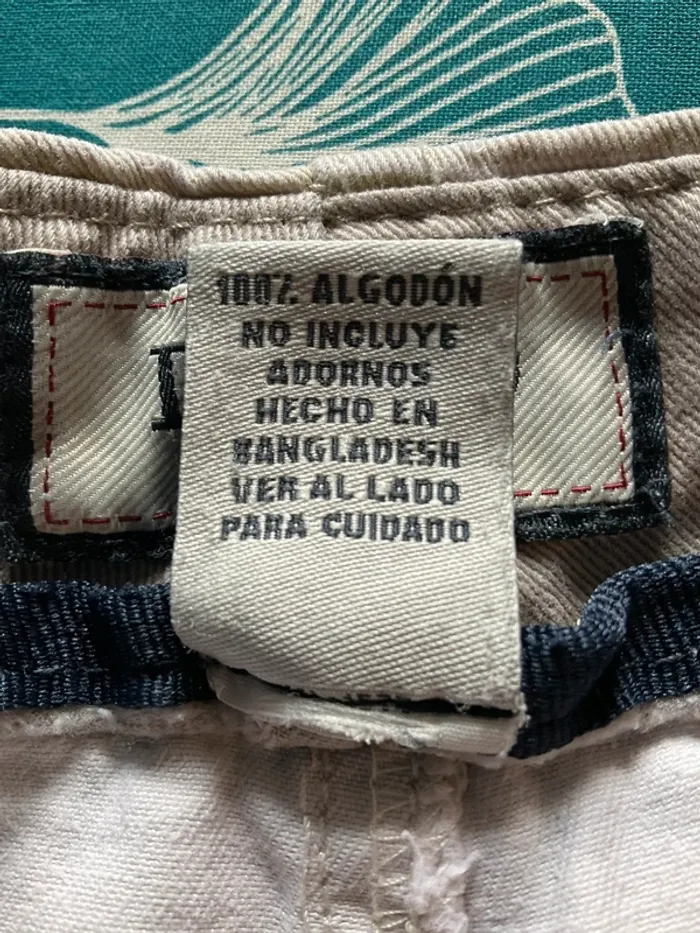 100% ALGODÓN
NO INCLUYE
ADORNOS
HECHO EN
BANGLADESH
VER AL LADO
PARA CUIDADO